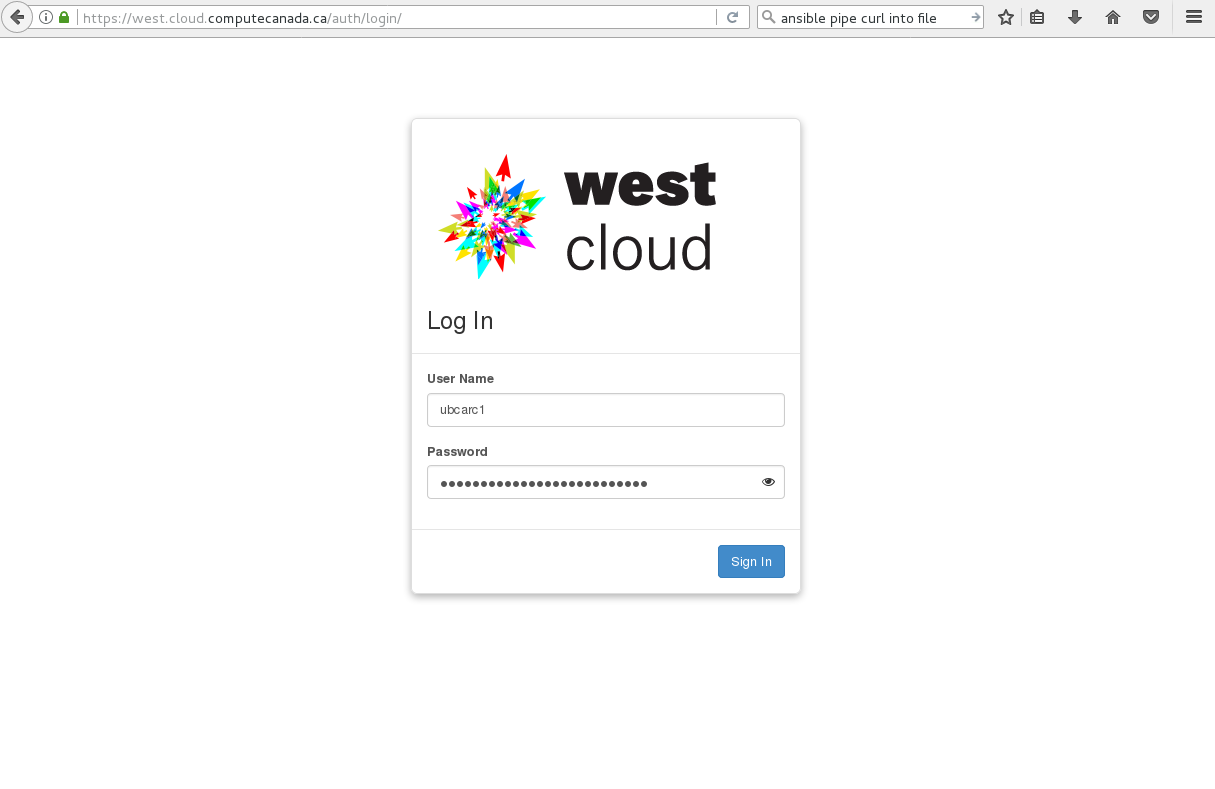 https://west.cloud.computecanada.ca/auth/login/
ansible pipe curl into file
west
cloud
Log In
User Name
ubcarc1
Password
Sign In